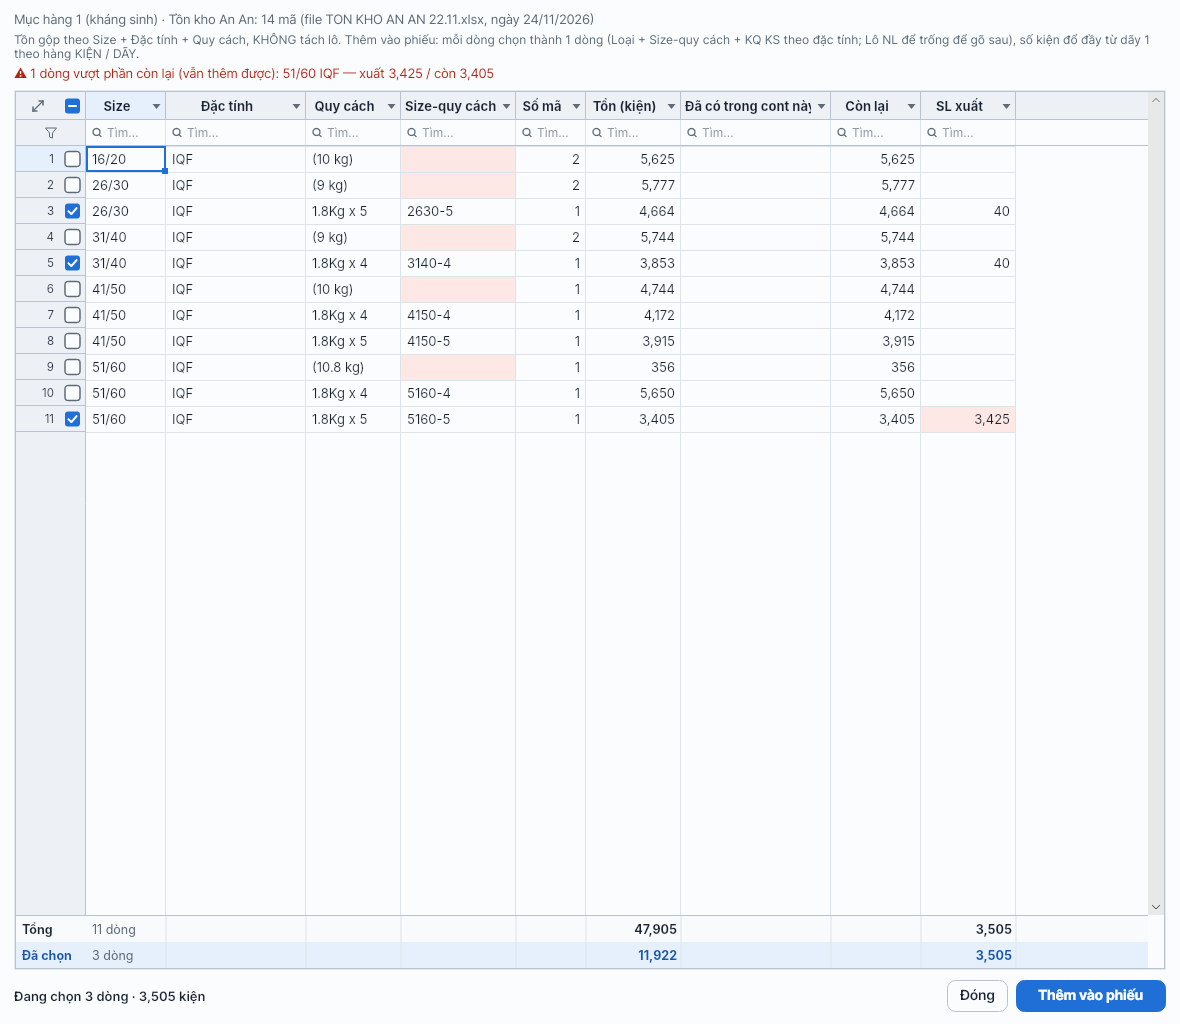 Mục hàng 1 (kháng sinh) · Tồn kho An An: 14 mã (file TON KHO AN AN 22.11.xlsx, ngày 24/11/2026)
Tồn gộp theo Size + Đặc tính + Quy cách, KHÔNG tách lô. Thêm vào phiếu: mỗi dòng chọn thành 1 dòng (Loại + Size-quy cách + KQ KS theo đặc tính; Lô NL để trống để gõ sau), số kiện đổ đầy từ dãy 1
theo hàng KIỆN / DÃY.
⚠ 1 dòng vượt phần còn lại (vẫn thêm được): 51/60 IQF — xuất 3,425 / còn 3,405
Size Đặc tính Quy cách Size-quy cách Số mã Tồn (kiện) Đã có trong cont này Còn lại SL xuất
Tìm... Tìm... Tìm... Tìm... Tìm... Tìm... Tìm... Tìm... Tìm...
1 16/20 IQF (10 kg) 2 5,625 5,625
2 26/30 IQF (9 kg) 2 5,777 5,777
3 26/30 IQF 1.8Kg x 5 2630-5 1 4,664 4,664 40
4 31/40 IQF (9 kg) 2 5,744 5,744
5 31/40 IQF 1.8Kg x 4 3140-4 1 3,853 3,853 40
6 41/50 IQF (10 kg) 1 4,744 4,744
7 41/50 IQF 1.8Kg x 4 4150-4 1 4,172 4,172
8 41/50 IQF 1.8Kg x 5 4150-5 1 3,915 3,915
9 51/60 IQF (10.8 kg) 1 356 356
10 51/60 IQF 1.8Kg x 4 5160-4 1 5,650 5,650
11 51/60 IQF 1.8Kg x 5 5160-5 1 3,405 3,405 3,425
Tổng 11 dòng 47,905 3,505
Đã chọn 3 dòng 11,922 3,505
Đang chọn 3 dòng · 3,505 kiện
Đóng
Thêm vào phiếu